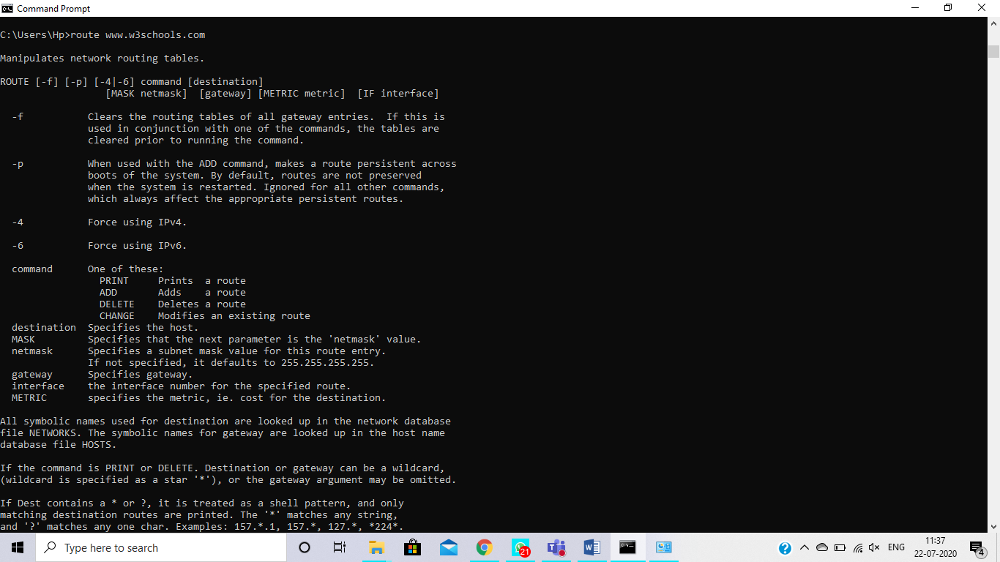 Command Prompt
C:\Users\Hp>route www.w3schools.com
Manipulates network routing tables.
ROUTE [-f] [-p] [-4|-6] command [destination]
                  [MASK netmask]  [gateway] [METRIC metric]  [IF interface]
  -f           Clears the routing tables of all gateway entries.  If this is
               used in conjunction with one of the commands, the tables are
               cleared prior to running the command.
  -p           When used with the ADD command, makes a route persistent across
               boots of the system. By default, routes are not preserved
               when the system is restarted. Ignored for all other commands,
               which always affect the appropriate persistent routes.
  -4           Force using IPv4.
  -6           Force using IPv6.
  command      One of these:
                 PRINT     Prints  a route
                 ADD       Adds    a route
                 DELETE    Deletes a route
                 CHANGE    Modifies an existing route
  destination  Specifies the host.
  MASK         Specifies that the next parameter is the 'netmask' value.
  netmask      Specifies a subnet mask value for this route entry.
               If not specified, it defaults to 255.255.255.255.
  gateway      Specifies gateway.
  interface    the interface number for the specified route.
  METRIC       specifies the metric, ie. cost for the destination.
All symbolic names used for destination are looked up in the network database
file NETWORKS. The symbolic names for gateway are looked up in the host name
database file HOSTS.
If the command is PRINT or DELETE. Destination or gateway can be a wildcard,
(wildcard is specified as a star '*'), or the gateway argument may be omitted.
If Dest contains a * or ?, it is treated as a shell pattern, and only
matching destination routes are printed. The '*' matches any string,
and '?' matches any one char. Examples: 157.*.1, 157.*, 127.*, *224*.
Type here to search
21
ENG
11:37
22-07-2020
4